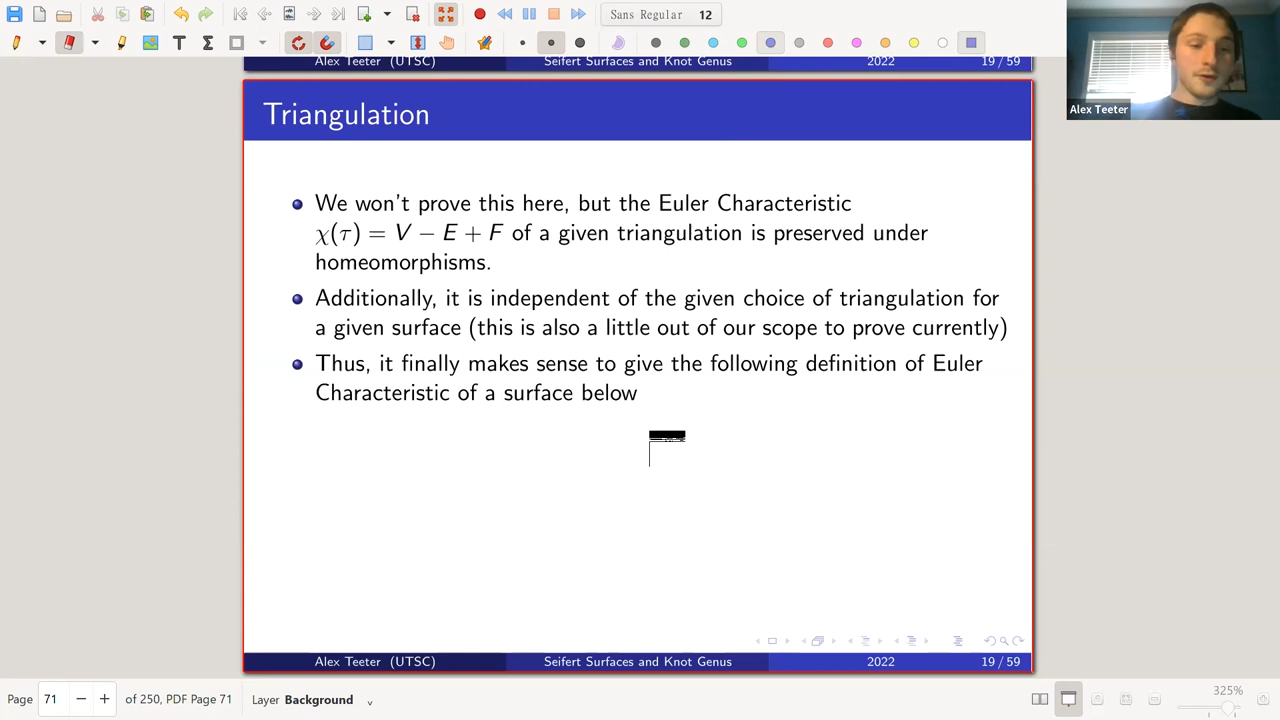 Sans Regular 12
Alex Teeter (UTSC) Seifert Surfaces and Knot Genus 2022 19 / 59
Alex Teeter
Triangulation
We won't prove this here, but the Euler Characteristic
χ(τ) = V − E + F of a given triangulation is preserved under
homeomorphisms.
Additionally, it is independent of the given choice of triangulation for
a given surface (this is also a little out of our scope to prove currently)
Thus, it finally makes sense to give the following definition of Euler
Characteristic of a surface below
Alex Teeter (UTSC) Seifert Surfaces and Knot Genus 2022 19 / 59
Page 71 of 250, PDF Page 71 Layer Background 325%